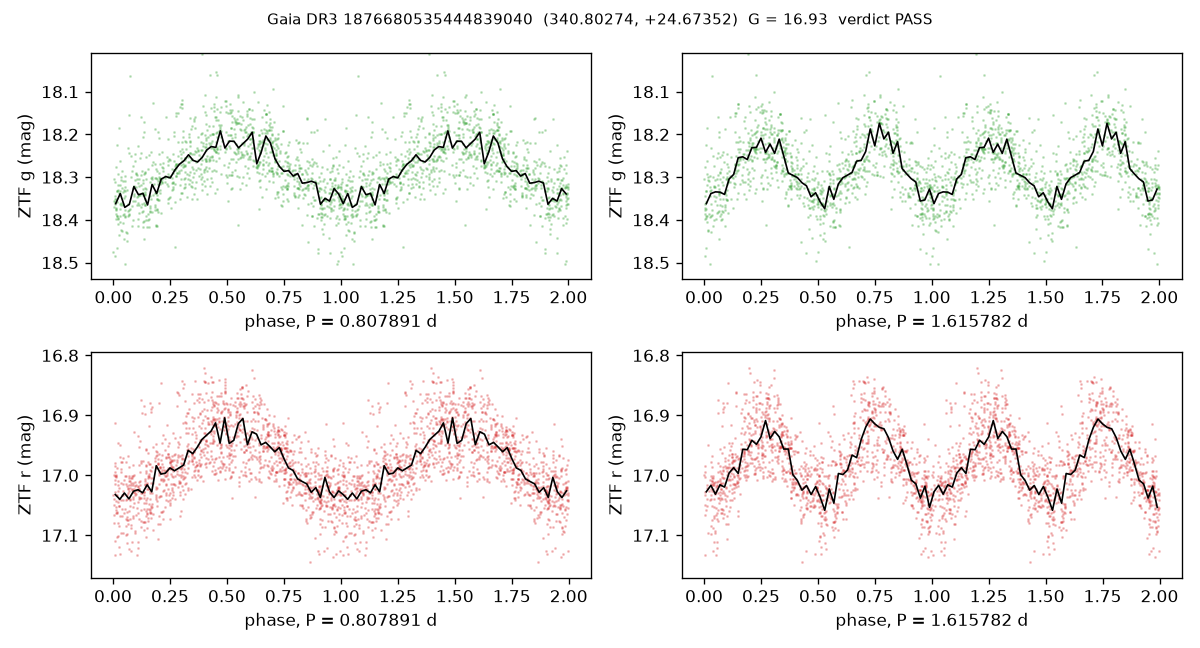 Gaia DR3 1876680535444839040  (340.80274, +24.67352)  G = 16.93  verdict PASS
ZTF g (mag)
18.1
18.2
18.3
18.4
18.5
0.00 0.25 0.50 0.75 1.00 1.25 1.50 1.75 2.00
phase, P = 0.807891 d
ZTF g (mag)
18.1
18.2
18.3
18.4
18.5
0.00 0.25 0.50 0.75 1.00 1.25 1.50 1.75 2.00
phase, P = 1.615782 d
ZTF r (mag)
16.8
16.9
17.0
17.1
0.00 0.25 0.50 0.75 1.00 1.25 1.50 1.75 2.00
phase, P = 0.807891 d
ZTF r (mag)
16.8
16.9
17.0
17.1
0.00 0.25 0.50 0.75 1.00 1.25 1.50 1.75 2.00
phase, P = 1.615782 d